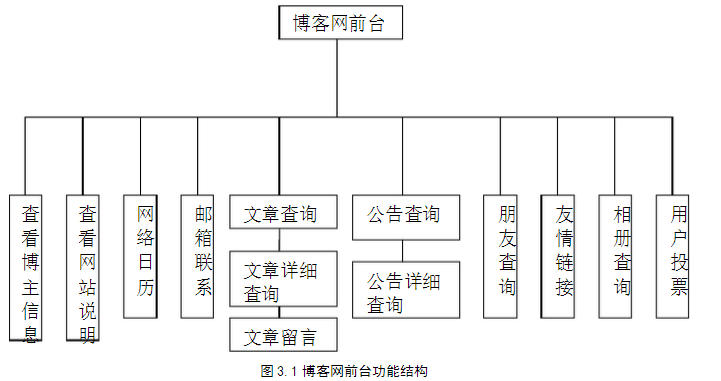 博客网前台
查看博主信息
查看网站说明
网络日历
邮箱联系
文章查询
文章详细
查询
文章留言
公告查询
公告详细
查询
朋友查询
友情链接
相册查询
用户投票
图 3.1 博客网前台功能结构